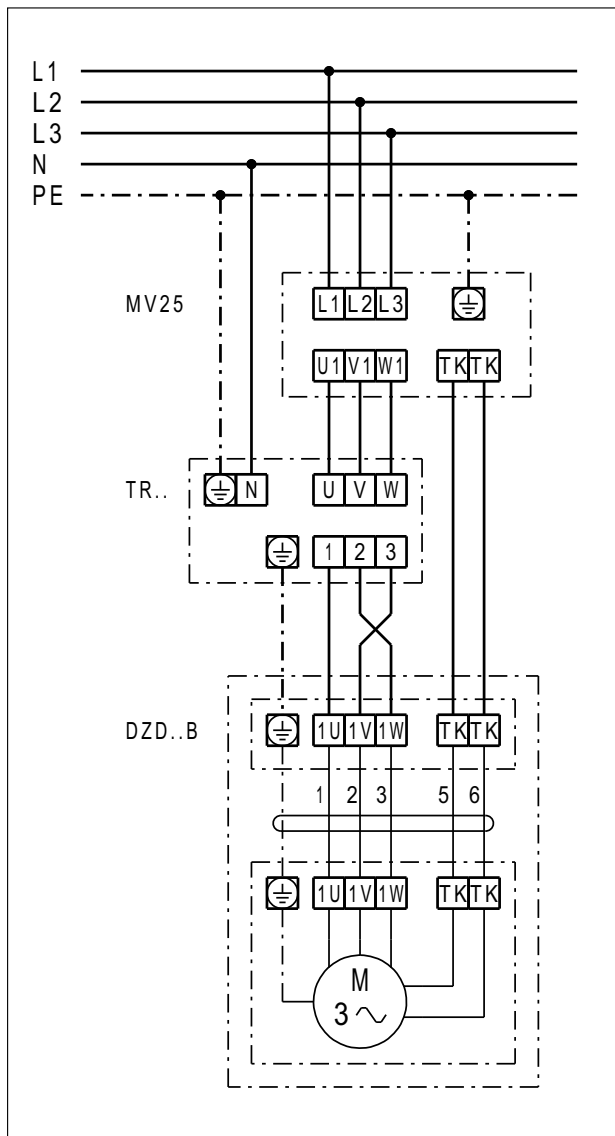 L1
L2
L3
N
PE
MV25
L1 L2 L3
U1 V1 W1 TK TK
TR..
N U V W
1 2 3
DZD..B
1U 1V 1W TK TK
1 2 3 5 6
1U 1V 1W TK TK
M
3